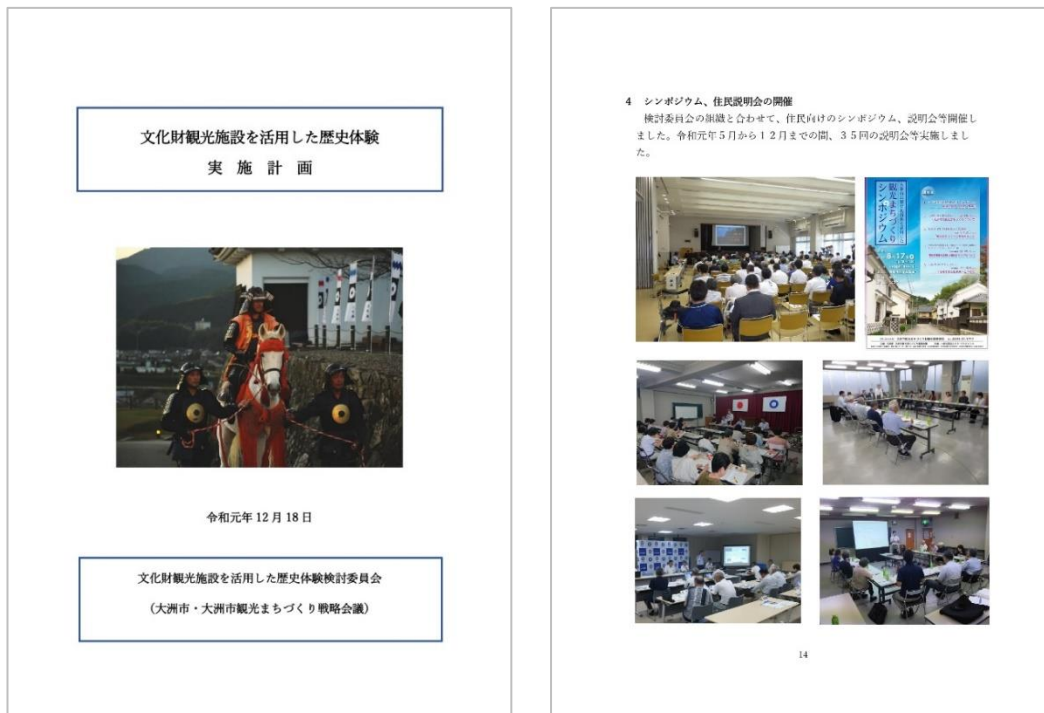 文化財観光施設を活用した歴史体験
実 施 計 画
令和元年 12 月 18 日
文化財観光施設を活用した歴史体験検討委員会
（大洲市・大洲市観光まちづくり戦略会議）
4 シンポジウム、住民説明会の開催
検討委員会の組織と合わせて、住民向けのシンポジウム、説明会等開催し
ました。令和元年５月から１２月までの間、３５回の説明会等実施しまし
た。
観光まちづくり
シンポジウム
8・17
14